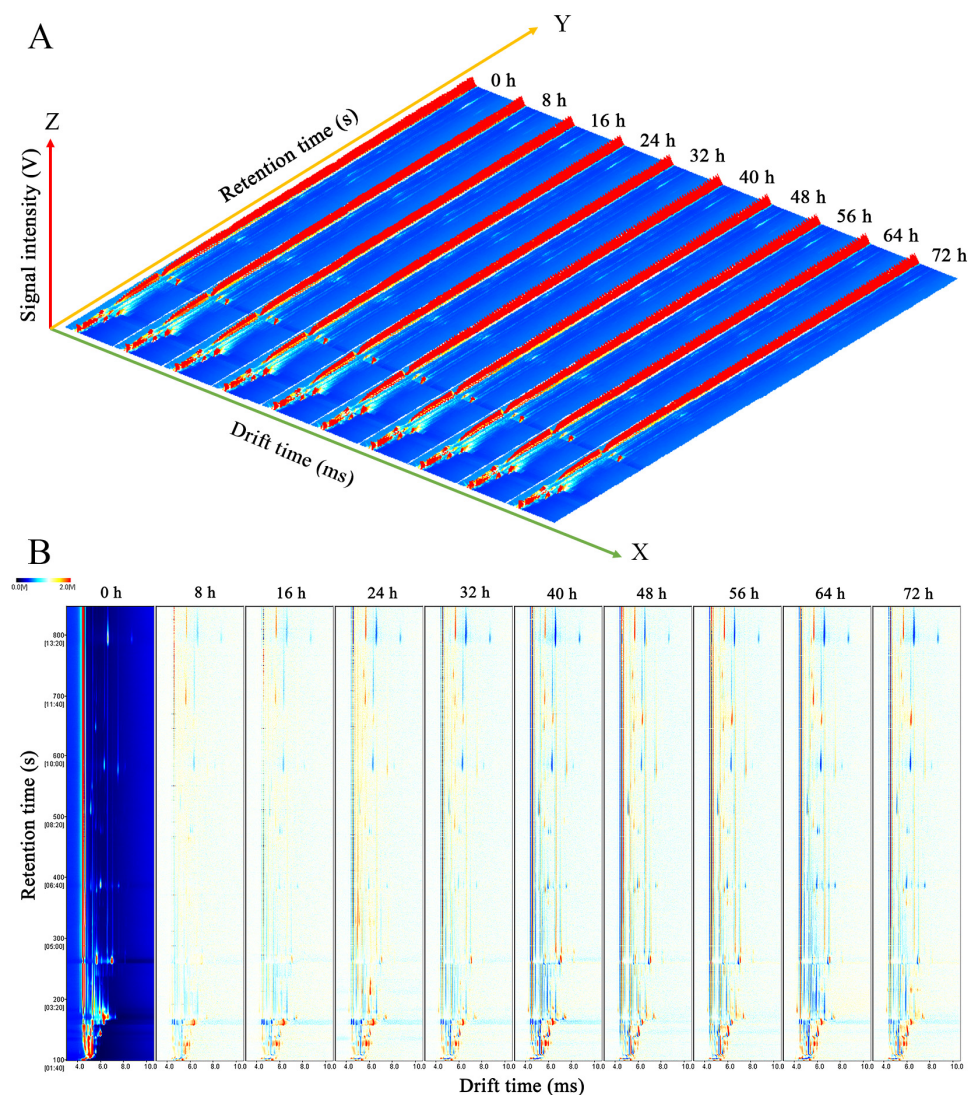 A
Y
Z
0 h
8 h
16 h
24 h
32 h
40 h
48 h
56 h
64 h
72 h
Retention time (s)
Signal intensity (V)
Drift time (ms)
X
B
0.0M 2.0M
0 h 8 h 16 h 24 h 32 h 40 h 48 h 56 h 64 h 72 h
800
[13:20]
700
[11:40]
600
[10:00]
500
[08:20]
400
[06:40]
300
[05:00]
200
[03:20]
100
[01:40]
Retention time (s)
4.0 6.0 8.0 10.0 4.0 6.0 8.0 10.0 4.0 6.0 8.0 10.0 4.0 6.0 8.0 10.0 4.0 6.0 8.0 10.0 4.0 6.0 8.0 10.0 4.0 6.0 8.0 10.0 4.0 6.0 8.0 10.0 4.0 6.0 8.0 10.0 4.0 6.0 8.0 10.0
Drift time (ms)